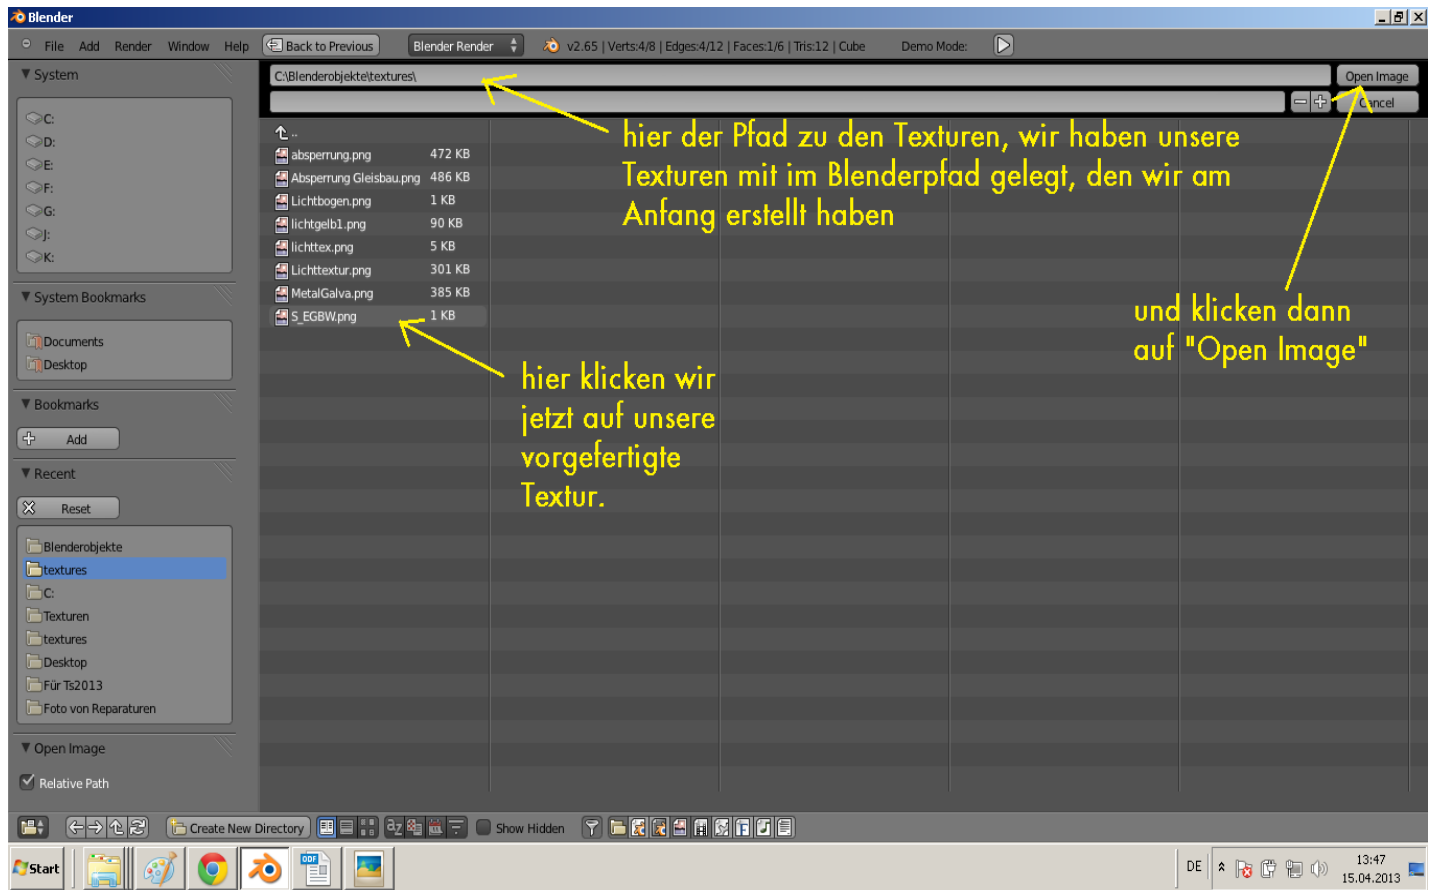 Blender
File Add Render Window Help Back to Previous Blender Render v2.65 | Verts:4/8 | Edges:4/12 | Faces:1/6 | Tris:12 | Cube Demo Mode:
System
C:
D:
E:
F:
G:
J:
K:
System Bookmarks
Documents
Desktop
Bookmarks
Add
Recent
Reset
Blenderobjekte
textures
C:
Texturen
textures
Desktop
Für Ts2013
Foto von Reparaturen
Open Image
Relative Path
C:\Blenderobjekte\textures\ Open Image
Cancel
..
absperrung.png 472 KB
Absperrung Gleisbau.png 486 KB
Lichtbogen.png 1 KB
lichtgelb1.png 90 KB
lichttex.png 5 KB
Lichttextur.png 301 KB
MetalGalva.png 385 KB
S_EGBW.png 1 KB
hier der Pfad zu den Texturen, wir haben unsere
Texturen mit im Blenderpfad gelegt, den wir am
Anfang erstellt haben
und klicken dann
auf "Open Image"
hier klicken wir
jetzt auf unsere
vorgefertigte
Textur.
Create New Directory Show Hidden
Start ODF DE 13:47
15.04.2013